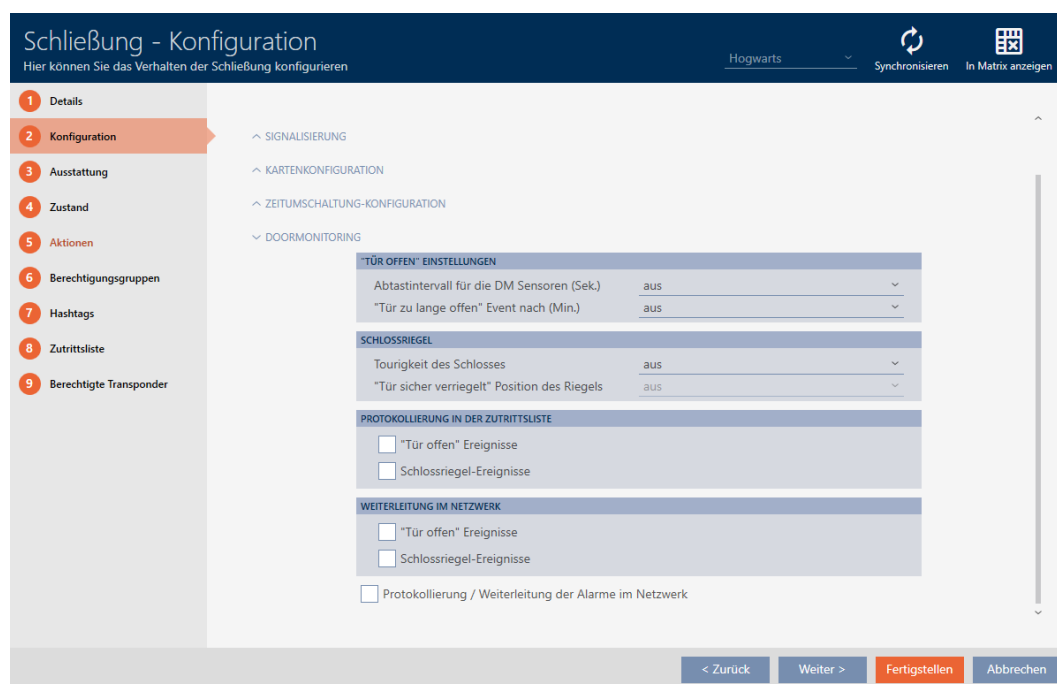 Schließung - Konfiguration
Hier können Sie das Verhalten der Schließung konfigurieren
Hogwarts
Synchronisieren
In Matrix anzeigen
1 Details
2 Konfiguration
3 Ausstattung
4 Zustand
5 Aktionen
6 Berechtigungsgruppen
7 Hashtags
8 Zutrittsliste
9 Berechtigte Transponder
SIGNALISIERUNG
KARTENKONFIGURATION
ZEITUMSCHALTUNG-KONFIGURATION
DOORMONITORING
"TÜR OFFEN" EINSTELLUNGEN
Abtastintervall für die DM Sensoren (Sek.) aus
"Tür zu lange offen" Event nach (Min.) aus
SCHLOSSRIEGEL
Tourigkeit des Schlosses aus
"Tür sicher verriegelt" Position des Riegels aus
PROTOKOLLIERUNG IN DER ZUTRITTSLISTE
"Tür offen" Ereignisse
Schlossriegel-Ereignisse
WEITERLEITUNG IM NETZWERK
"Tür offen" Ereignisse
Schlossriegel-Ereignisse
Protokollierung / Weiterleitung der Alarme im Netzwerk
< Zurück
Weiter >
Fertigstellen
Abbrechen